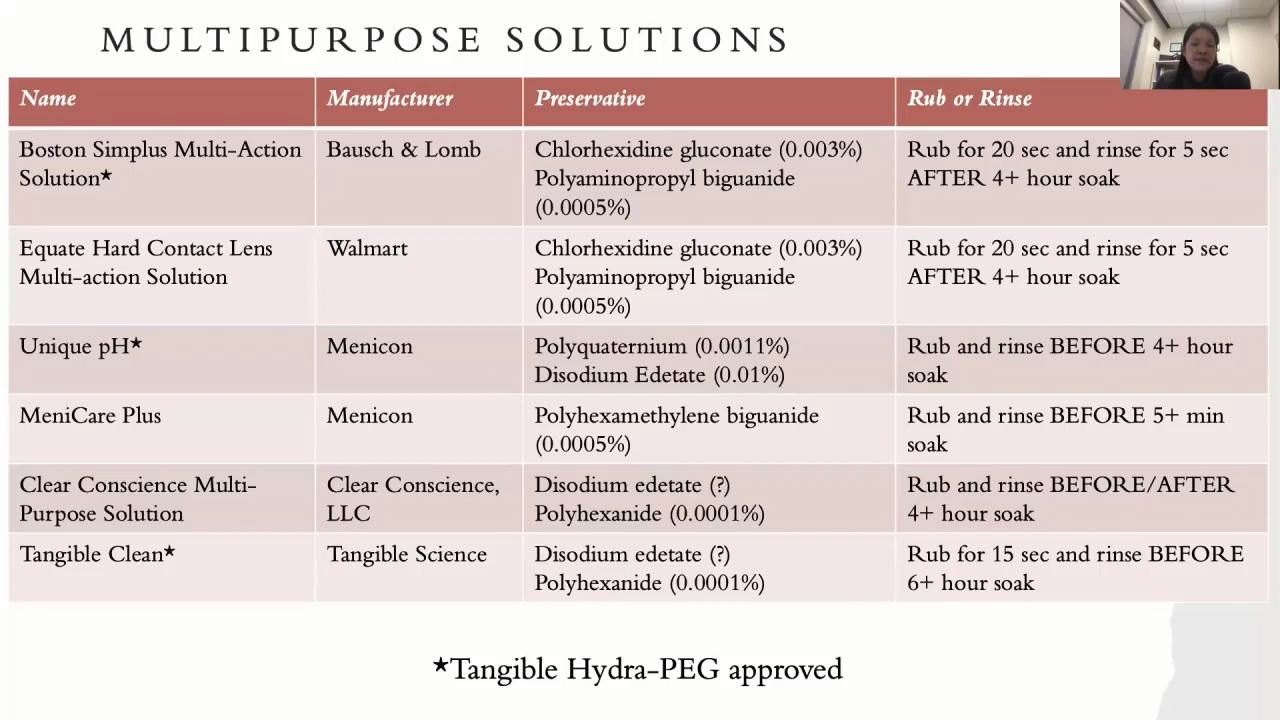 MULTIPURPOSE SOLUTIONS
Name Manufacturer Preservative Rub or Rinse
Boston Simplus Multi-Action Solution★ Bausch & Lomb Chlorhexidine gluconate (0.003%) Polyaminopropyl biguanide (0.0005%) Rub for 20 sec and rinse for 5 sec AFTER 4+ hour soak
Equate Hard Contact Lens Multi-action Solution Walmart Chlorhexidine gluconate (0.003%) Polyaminopropyl biguanide (0.0005%) Rub for 20 sec and rinse for 5 sec AFTER 4+ hour soak
Unique pH★ Menicon Polyquaternium (0.0011%) Disodium Edetate (0.01%) Rub and rinse BEFORE 4+ hour soak
MeniCare Plus Menicon Polyhexamethylene biguanide (0.0005%) Rub and rinse BEFORE 5+ min soak
Clear Conscience Multi-Purpose Solution Clear Conscience, LLC Disodium edetate (?) Polyhexanide (0.0001%) Rub and rinse BEFORE/AFTER 4+ hour soak
Tangible Clean★ Tangible Science Disodium edetate (?) Polyhexanide (0.0001%) Rub for 15 sec and rinse BEFORE 6+ hour soak
★Tangible Hydra-PEG approved